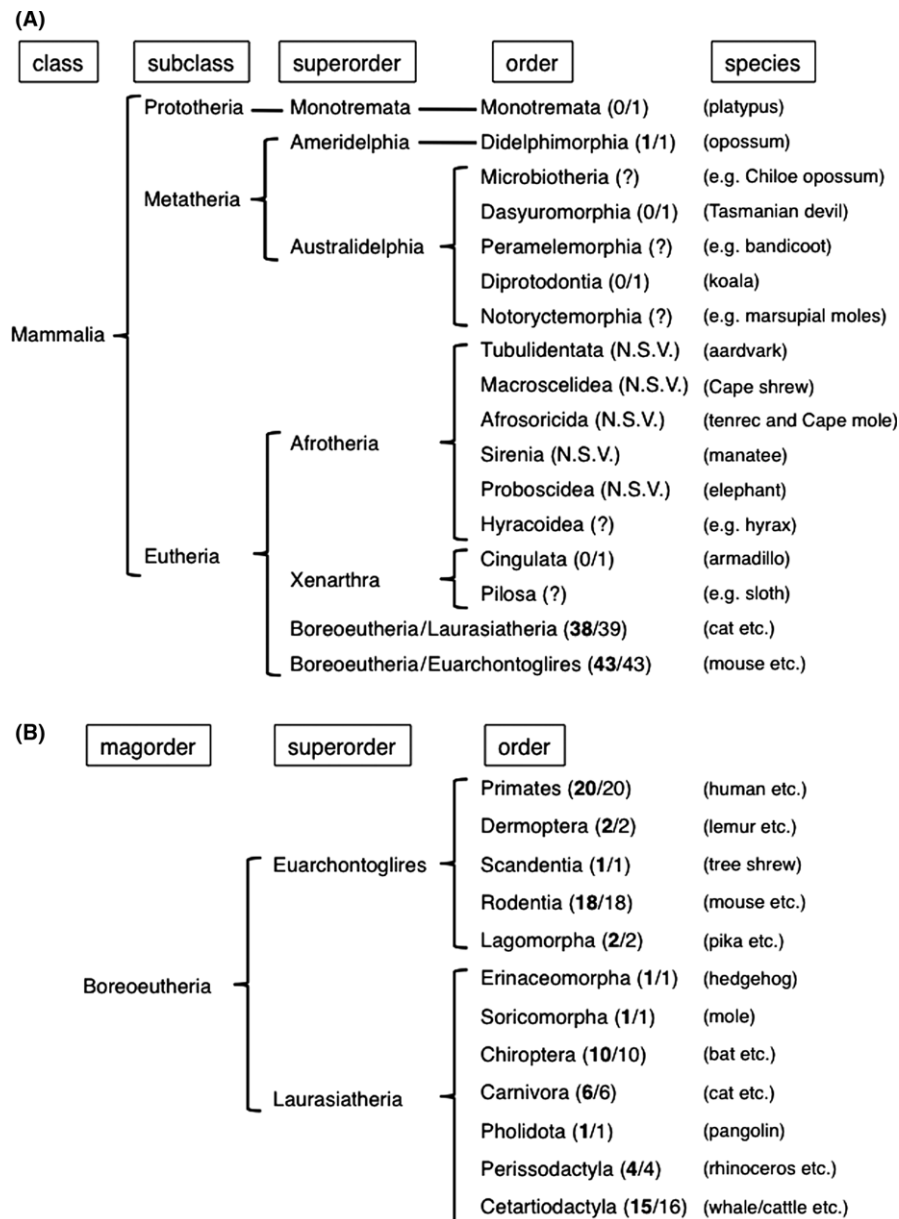 (A)
class subclass superorder order species
Prototheria Monotremata Monotremata (0/1) (platypus)
Ameridelphia Didelphimorphia (1/1) (opossum)
Microbiotheria (?) (e.g. Chiloe opossum)
Metatheria
Dasyuromorphia (0/1) (Tasmanian devil)
Australidelphia Peramelemorphia (?) (e.g. bandicoot)
Diprotodontia (0/1) (koala)
Notoryctemorphia (?) (e.g. marsupial moles)
Mammalia
Tubulidentata (N.S.V.) (aardvark)
Macroscelidea (N.S.V.) (Cape shrew)
Afrosoricida (N.S.V.) (tenrec and Cape mole)
Afrotheria
Sirenia (N.S.V.) (manatee)
Proboscidea (N.S.V.) (elephant)
Hyracoidea (?) (e.g. hyrax)
Eutheria Cingulata (0/1) (armadillo)
Xenarthra
Pilosa (?) (e.g. sloth)
Boreoeutheria/Laurasiatheria (38/39) (cat etc.)
Boreoeutheria/Euarchontoglires (43/43) (mouse etc.)
(B)
magorder superorder order
Primates (20/20) (human etc.)
Dermoptera (2/2) (lemur etc.)
Euarchontoglires Scandentia (1/1) (tree shrew)
Rodentia (18/18) (mouse etc.)
Lagomorpha (2/2) (pika etc.)
Boreoeutheria Erinaceomorpha (1/1) (hedgehog)
Soricomorpha (1/1) (mole)
Chiroptera (10/10) (bat etc.)
Laurasiatheria Carnivora (6/6) (cat etc.)
Pholidota (1/1) (pangolin)
Perissodactyla (4/4) (rhinoceros etc.)
Cetartiodactyla (15/16) (whale/cattle etc.)